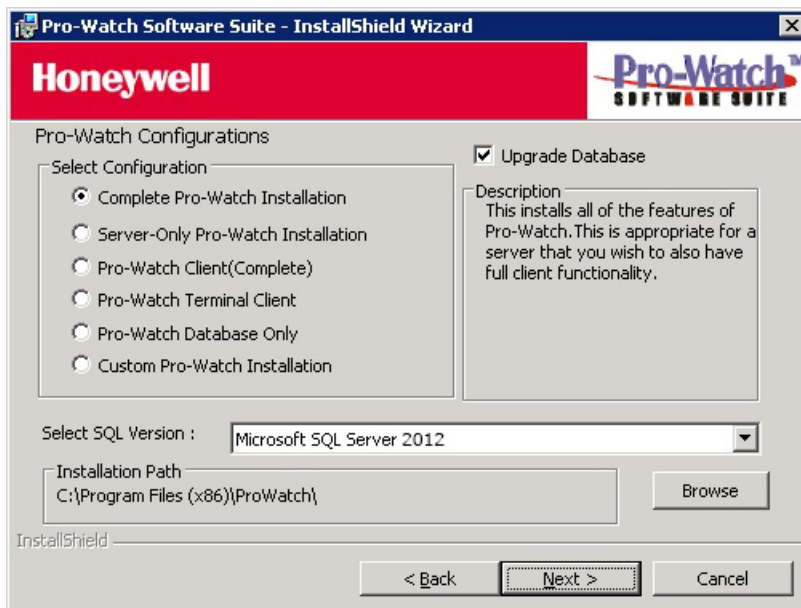 Pro-Watch Software Suite - InstallShield Wizard
Honeywell
Pro-Watch™
SOFTWARE SUITE
Pro-Watch Configurations
Select Configuration
Complete Pro-Watch Installation
Server-Only Pro-Watch Installation
Pro-Watch Client(Complete)
Pro-Watch Terminal Client
Pro-Watch Database Only
Custom Pro-Watch Installation
Upgrade Database
Description
This installs all of the features of
Pro-Watch.This is appropriate for a
server that you wish to also have
full client functionality.
Select SQL Version :
Microsoft SQL Server 2012
Installation Path
C:\Program Files (x86)\ProWatch\
Browse
InstallShield
< Back
Next >
Cancel